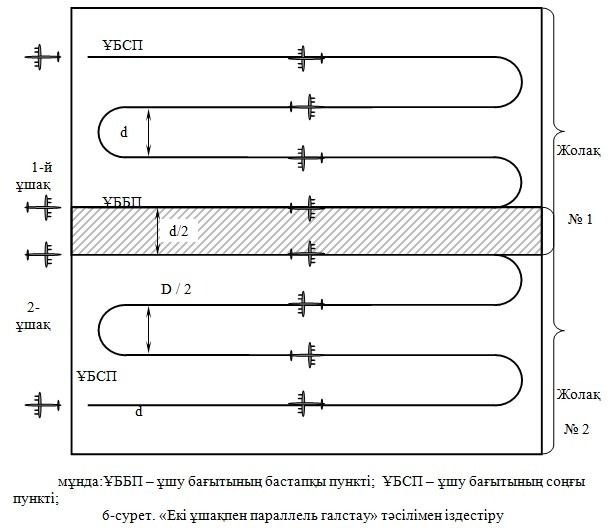 ҰБСП
d
Жолақ
1-й
ұшақ
ҰББП
№ 1
d/2
D / 2
2-
ұшақ
ҰБСП
Жолақ
d
№ 2
мұнда:ҰББП – ұшу бағытының бастапқы пункті; ҰБСП – ұшу бағытының соңғы
пункті;
6-сурет. «Екі ұшақпен параллель галстау» тәсілімен іздестіру